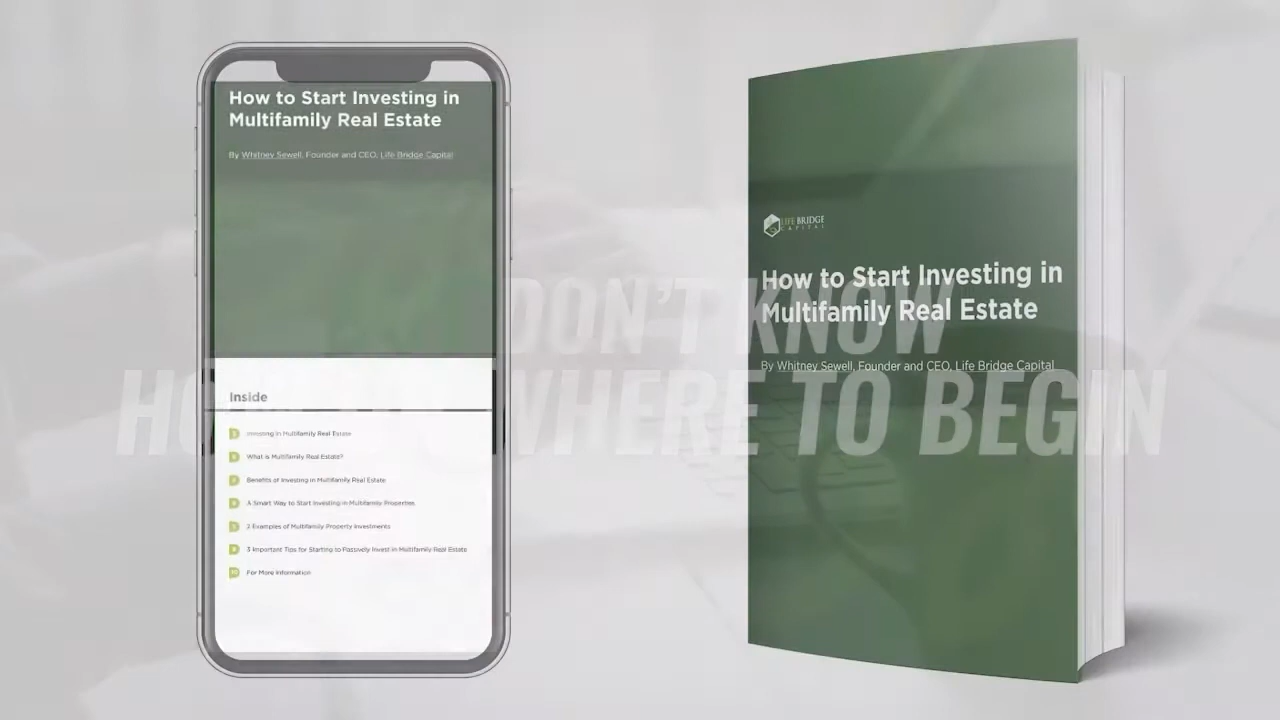 How to Start Investing in
Multifamily Real Estate
By Whitney Sewell, Founder and CEO, Life Bridge Capital
Inside
Investing in Multifamily Real Estate
What is Multifamily Real Estate?
Benefits of Investing in Multifamily Real Estate
A Smart Way to Start Investing in Multifamily Properties
2 Examples of Multifamily Property Investments
3 Important Tips for Starting to Passively Invest in Multifamily Real Estate
10 For More Information
LIFE BRIDGE
CAPITAL
How to Start Investing in
Multifamily Real Estate
By Whitney Sewell, Founder and CEO, Life Bridge Capital
DON'T KNOW
WHERE TO BEGIN